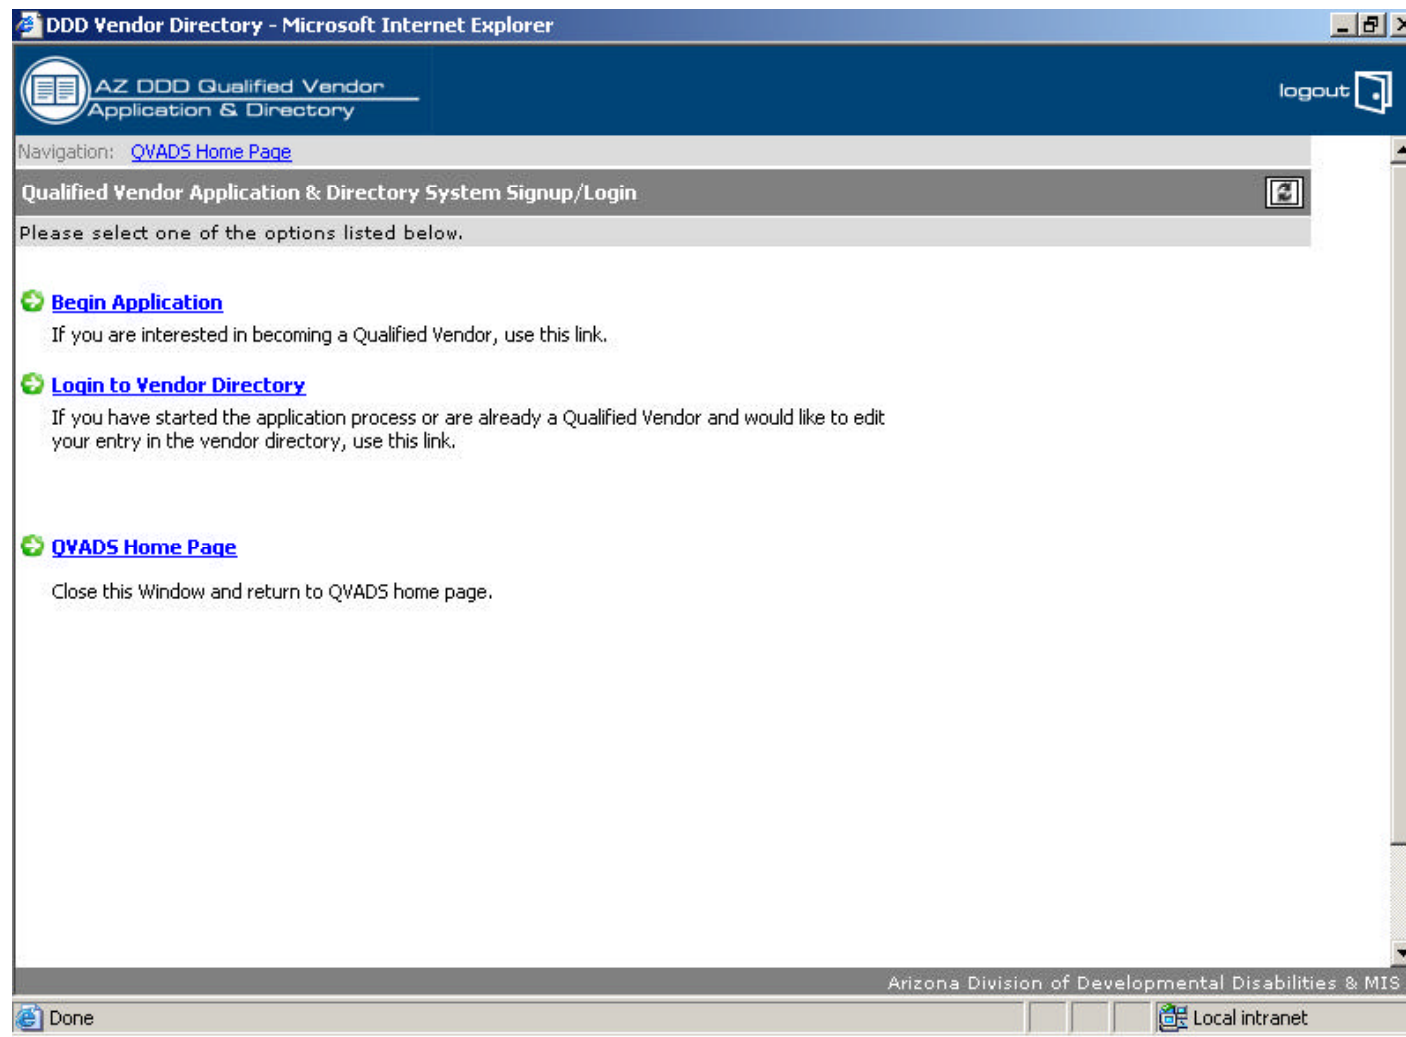 DDD Vendor Directory - Microsoft Internet Explorer
AZ DDD Qualified Vendor
Application & Directory
logout
Navigation: QVADS Home Page
Qualified Vendor Application & Directory System Signup/Login
Please select one of the options listed below.
Begin Application
If you are interested in becoming a Qualified Vendor, use this link.
Login to Vendor Directory
If you have started the application process or are already a Qualified Vendor and would like to edit
your entry in the vendor directory, use this link.
QVADS Home Page
Close this Window and return to QVADS home page.
Arizona Division of Developmental Disabilities & MIS
Done
Local intranet